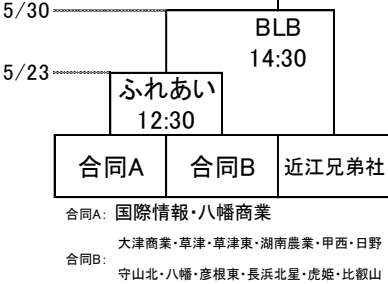 5/30
BLB
14:30
5/23
ふれあい
12:30
合同A 合同B 近江兄弟社
合同A: 国際情報・八幡商業
合同B: 大津商業・草津・草津東・湖南農業・甲西・日野
守山北・八幡・彦根東・長浜北星・虎姫・比叡山